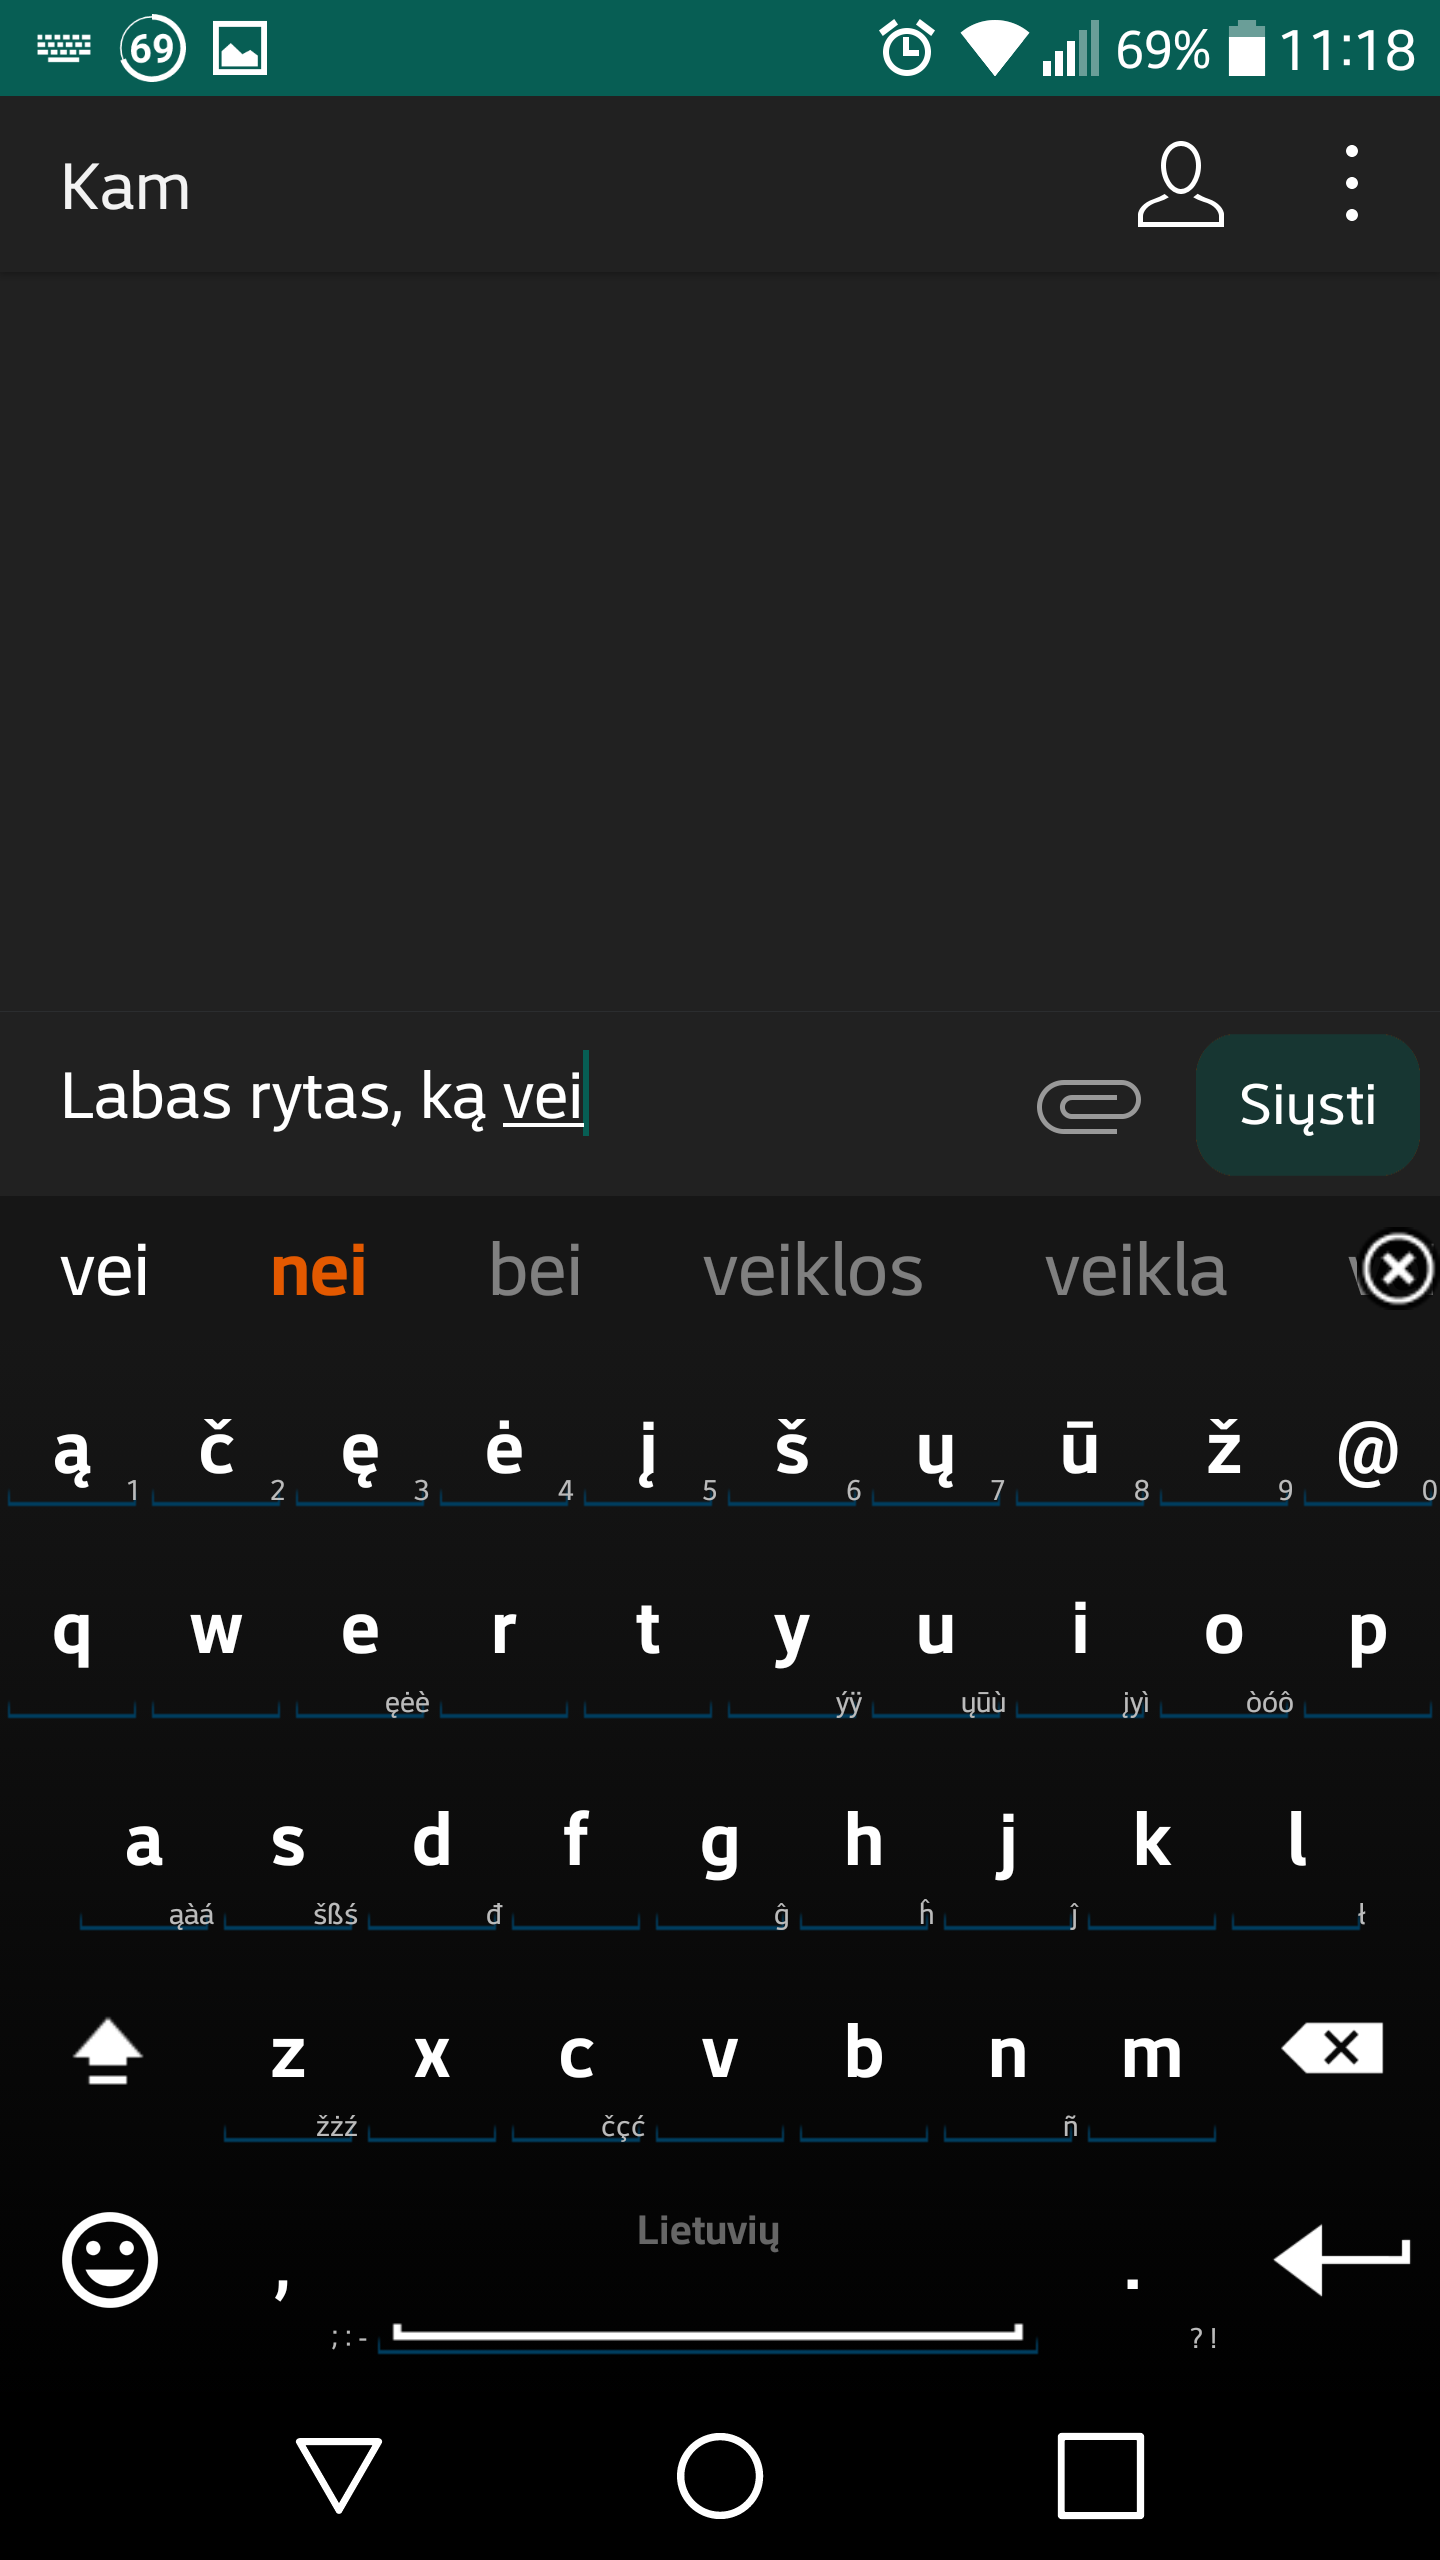 69 69% 11:18
Kam
Labas rytas, ką vei
Siųsti
vei nei bei veiklos veikla v
ą č ę ė į š ų ū ž @
1 2 3 4 5 6 7 8 9 0
q w e r t y u i o p
ęėè ýÿ ųūù įyì òóô
a s d f g h j k l
ąàá šßś đ ĝ ĥ ĵ ł
z x c v b n m
žżź čçć ñ
Lietuvių
, .
;:- ?!